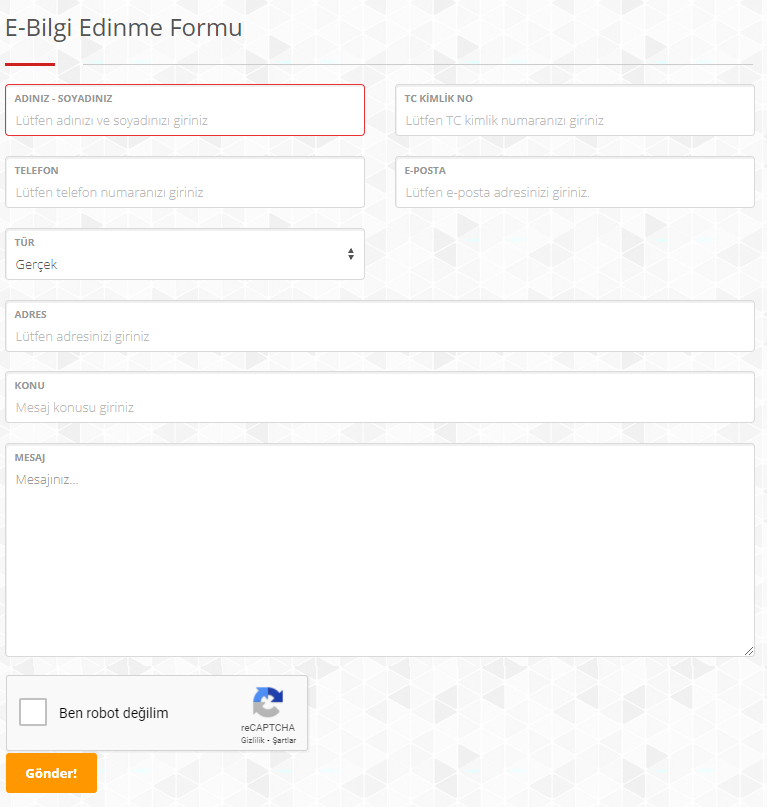 E-Bilgi Edinme Formu
ADINIZ - SOYADINIZ
Lütfen adınızı ve soyadınızı giriniz
TC KİMLİK NO
Lütfen TC kimlik numaranızı giriniz
TELEFON
Lütfen telefon numaranızı giriniz
E-POSTA
Lütfen e-posta adresinizi giriniz.
TÜR
Gerçek
ADRES
Lütfen adresinizi giriniz
KONU
Mesaj konusu giriniz
MESAJ
Mesajınız...
Ben robot değilim
reCAPTCHA
Gizlilik - Şartlar
Gönder!